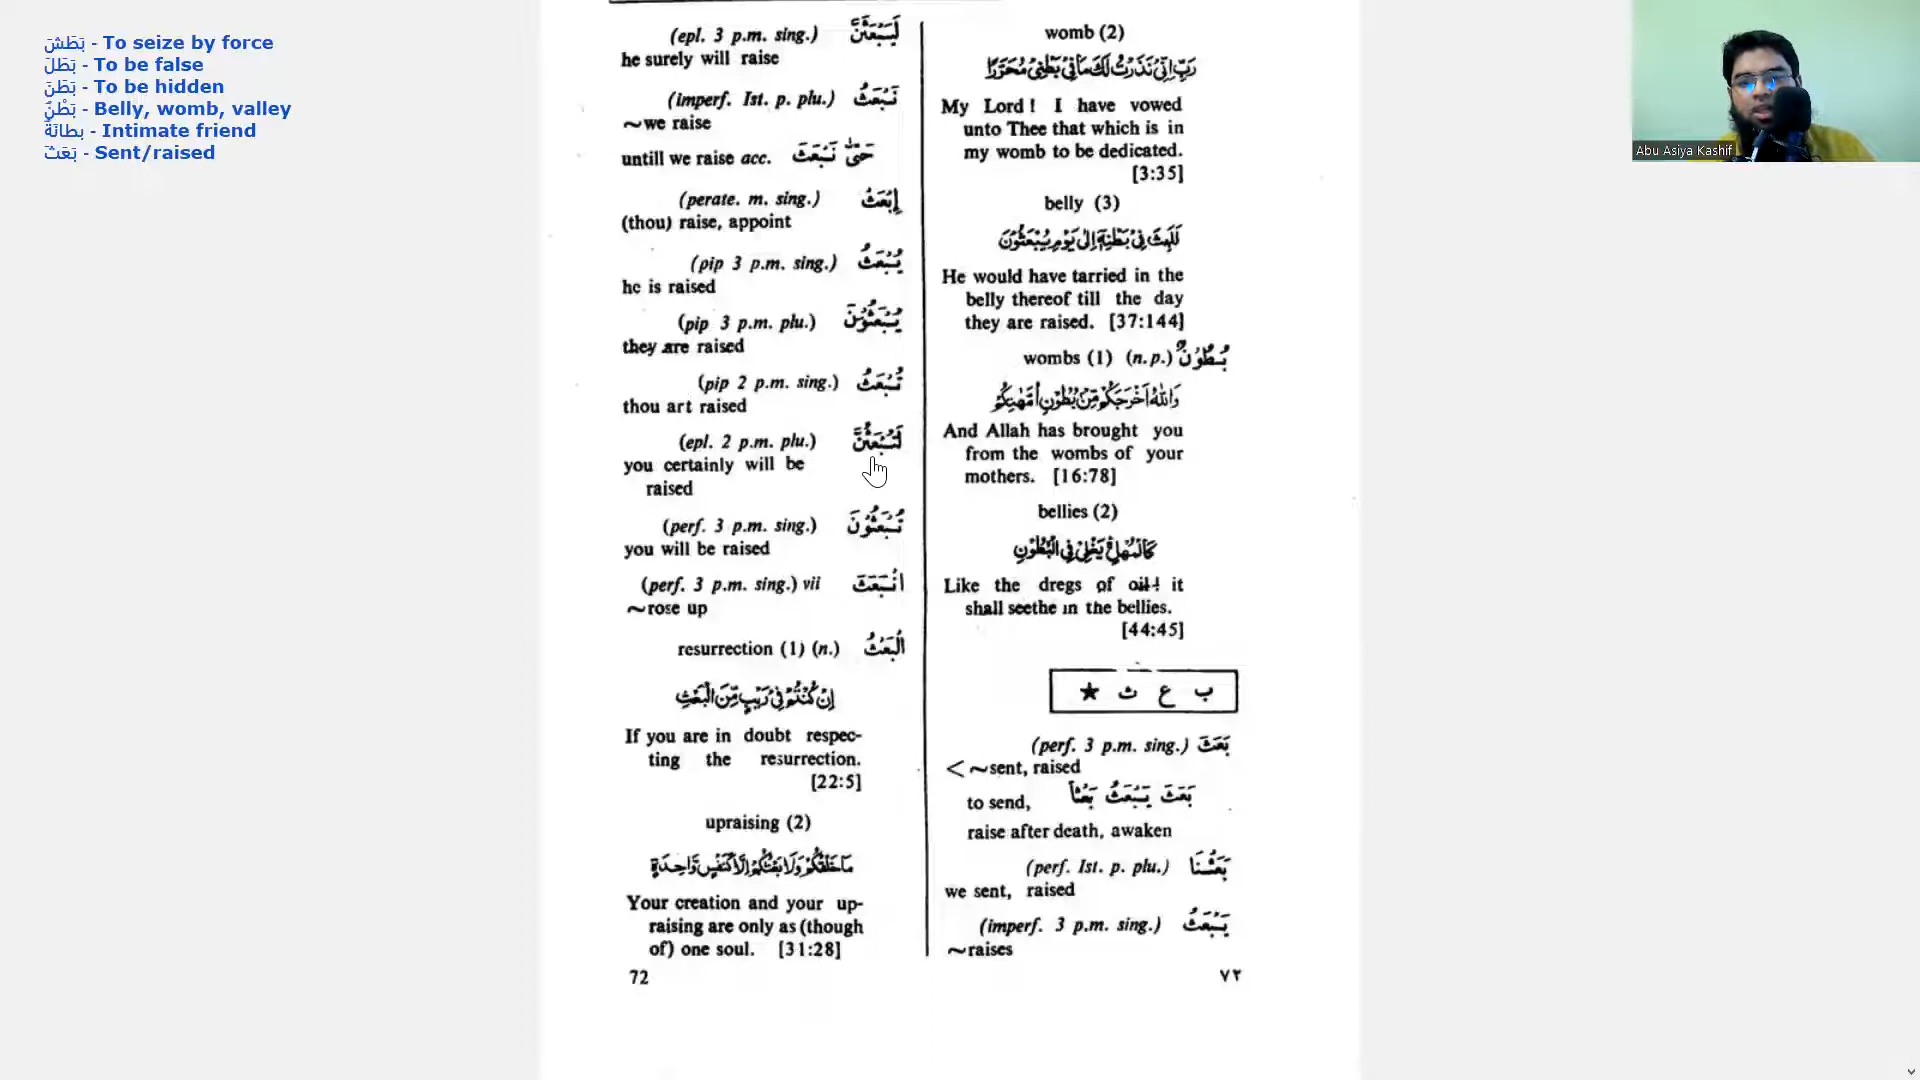 بَطَشَ - To seize by force
بَطَلَ - To be false
بَطَنَ - To be hidden
بَطْنٌ - Belly, womb, valley
بِطَانَةٌ - Intimate friend
بَعَثَ - Sent/raised
womb (2)
رَبِّ اِنِّیْ نَذَرْتُ لَكَ مَا فِیْ بَطْنِیْ مُحَرَّرًا
My Lord! I have vowed
unto Thee that which is in
my womb to be dedicated.
[3:35]
belly (3)
لَلَبِثَ فِیْ بَطْنِهٖۤ اِلٰی یَوْمِ یُبْعَثُوْنَ
He would have tarried in the
belly thereof till the day
they are raised. [37:144]
wombs (1) (n.p.) بُطُوْنٌ
وَاللّٰهُ اَخْرَجَكُمْ مِّنْ بُطُوْنِ اُمَّهٰتِكُمْ
And Allah has brought you
from the wombs of your
mothers. [16:78]
bellies (2)
كَالْمُهْلِ یَغْلِیْ فِی الْبُطُوْنِ
Like the dregs of oil! it
shall seethe in the bellies.
[44:45]
ب ع ث ★
(perf. 3 p.m. sing.) بَعَثَ
< ~sent, raised
to send, بَعَثَ یَبْعَثُ بَعْثًا
raise after death, awaken
(perf. Ist. p. plu.) بَعَثْنَا
we sent, raised
(imperf. 3 p.m. sing.) یَبْعَثُ
~raises
٧٢
(epl. 3 p.m. sing.) لَیَبْعَثَنَّ
he surely will raise
(imperf. Ist. p. plu.) نَبْعَثُ
~we raise
untill we raise acc. حَتّٰی نَبْعَثَ
(perate. m. sing.) اِبْعَثْ
(thou) raise, appoint
(pip 3 p.m. sing.) یُبْعَثُ
he is raised
(pip 3 p.m. plu.) یُبْعَثُوْنَ
they are raised
(pip 2 p.m. sing.) تُبْعَثُ
thou art raised
(epl. 2 p.m. plu.) لَتُبْعَثُنَّ
you certainly will be
raised
(perf. 3 p.m. sing.) تُبْعَثُوْنَ
you will be raised
(perf. 3 p.m. sing.) vii انْۢبَعَثَ
~rose up
resurrection (1) (n.) الْبَعْثُ
اِنْ كُنْتُمْ فِیْ رَیْبٍ مِّنَ الْبَعْثِ
If you are in doubt respec-
ting the resurrection.
[22:5]
upraising (2)
مَا خَلْقُكُمْ وَلَا بَعْثُكُمْ اِلَّا كَنَفْسٍ وَّاحِدَةٍ
Your creation and your up-
raising are only as (though
of) one soul. [31:28]
72
Abu Asiya Kashif